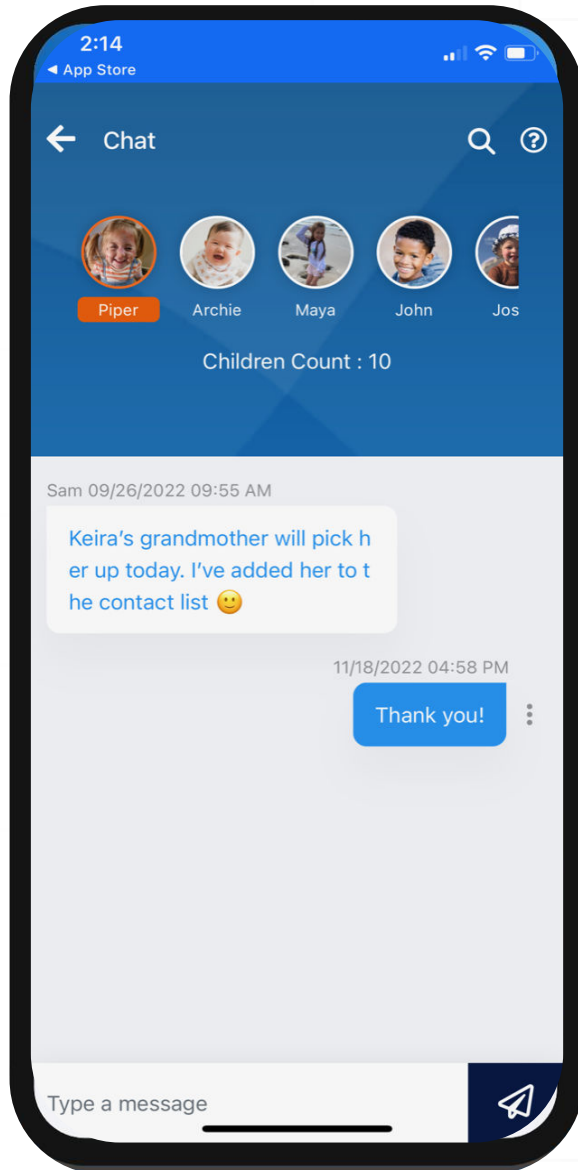 2:14
◀ App Store
Chat
Piper Archie Maya John Jos
Children Count : 10
Sam 09/26/2022 09:55 AM
Keira’s grandmother will pick h
er up today. I’ve added her to t
he contact list 🙂
11/18/2022 04:58 PM
Thank you!
Type a message